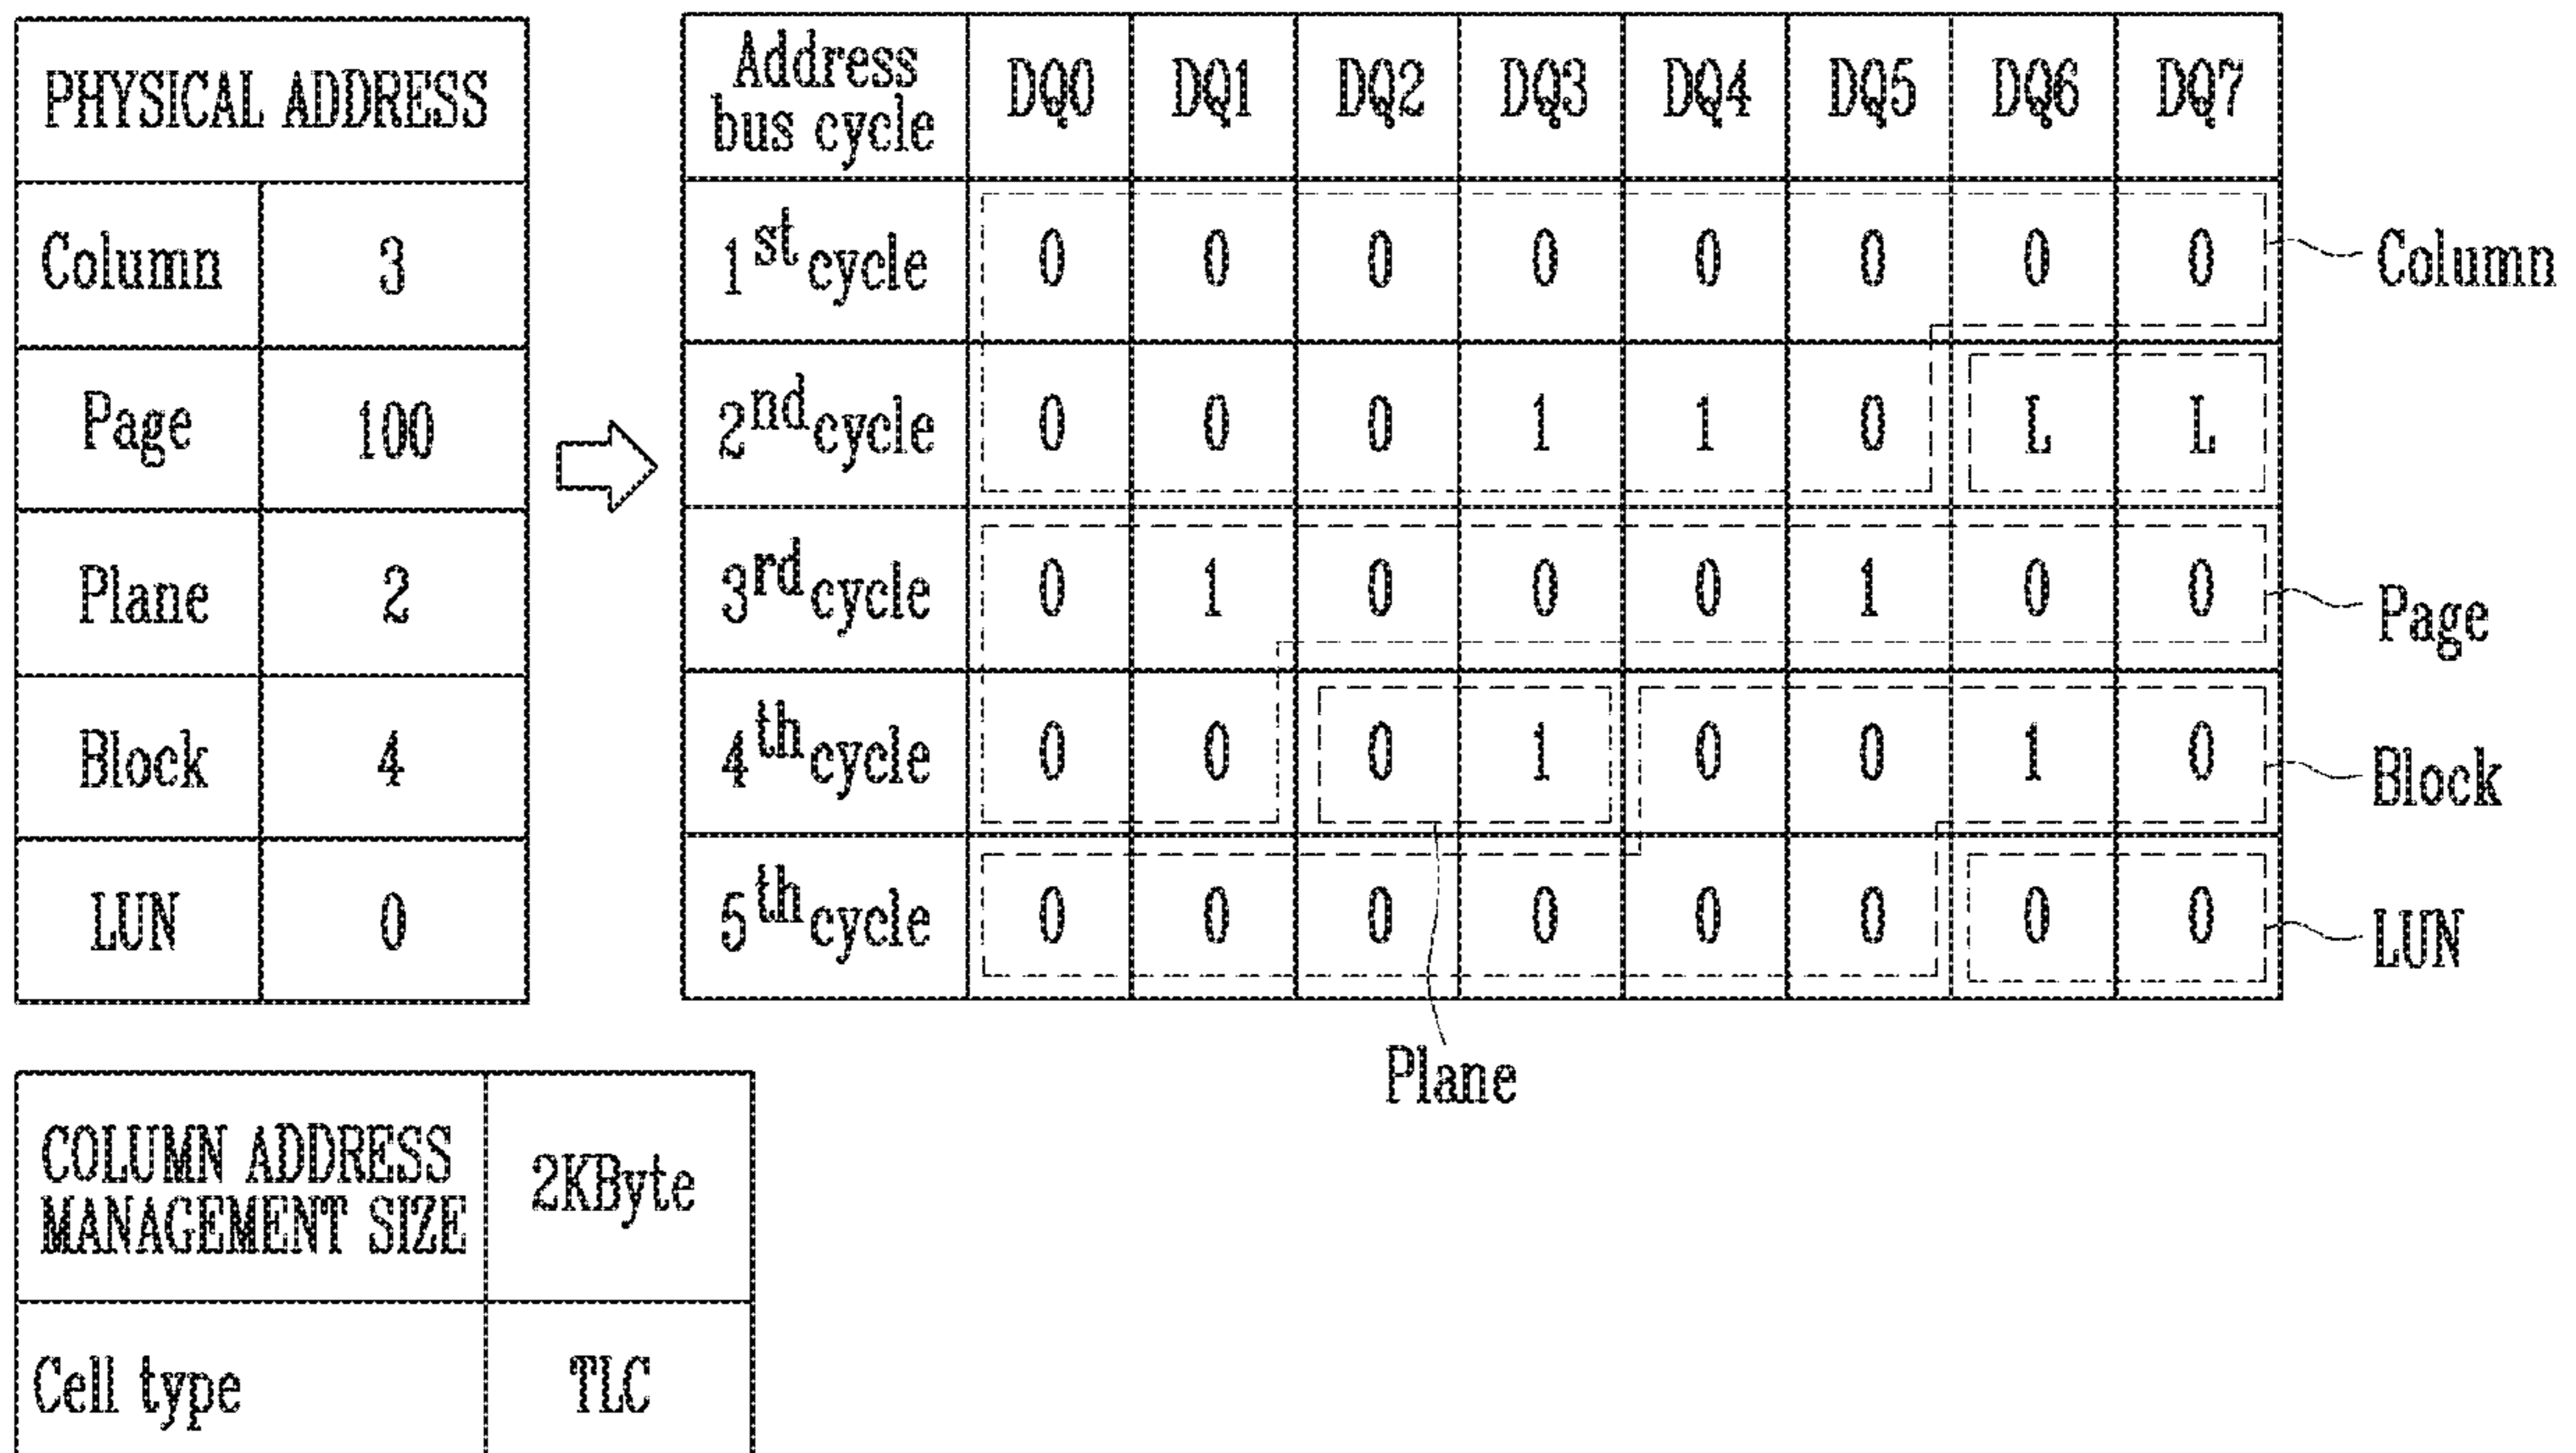 PHYSICAL ADDRESS
Column 3
Page 100
Plane 2
Block 4
LUN 0
Address
bus cycle DQ0 DQ1 DQ2 DQ3 DQ4 DQ5 DQ6 DQ7
1st cycle 0 0 0 0 0 0 0 0
2nd cycle 0 0 0 1 1 0 L L
3rd cycle 0 1 0 0 0 1 0 0
4th cycle 0 0 0 1 0 0 1 0
5th cycle 0 0 0 0 0 0 0 0
Column
Page
Block
LUN
Plane
COLUMN ADDRESS
MANAGEMENT SIZE 2KByte
Cell type TLC